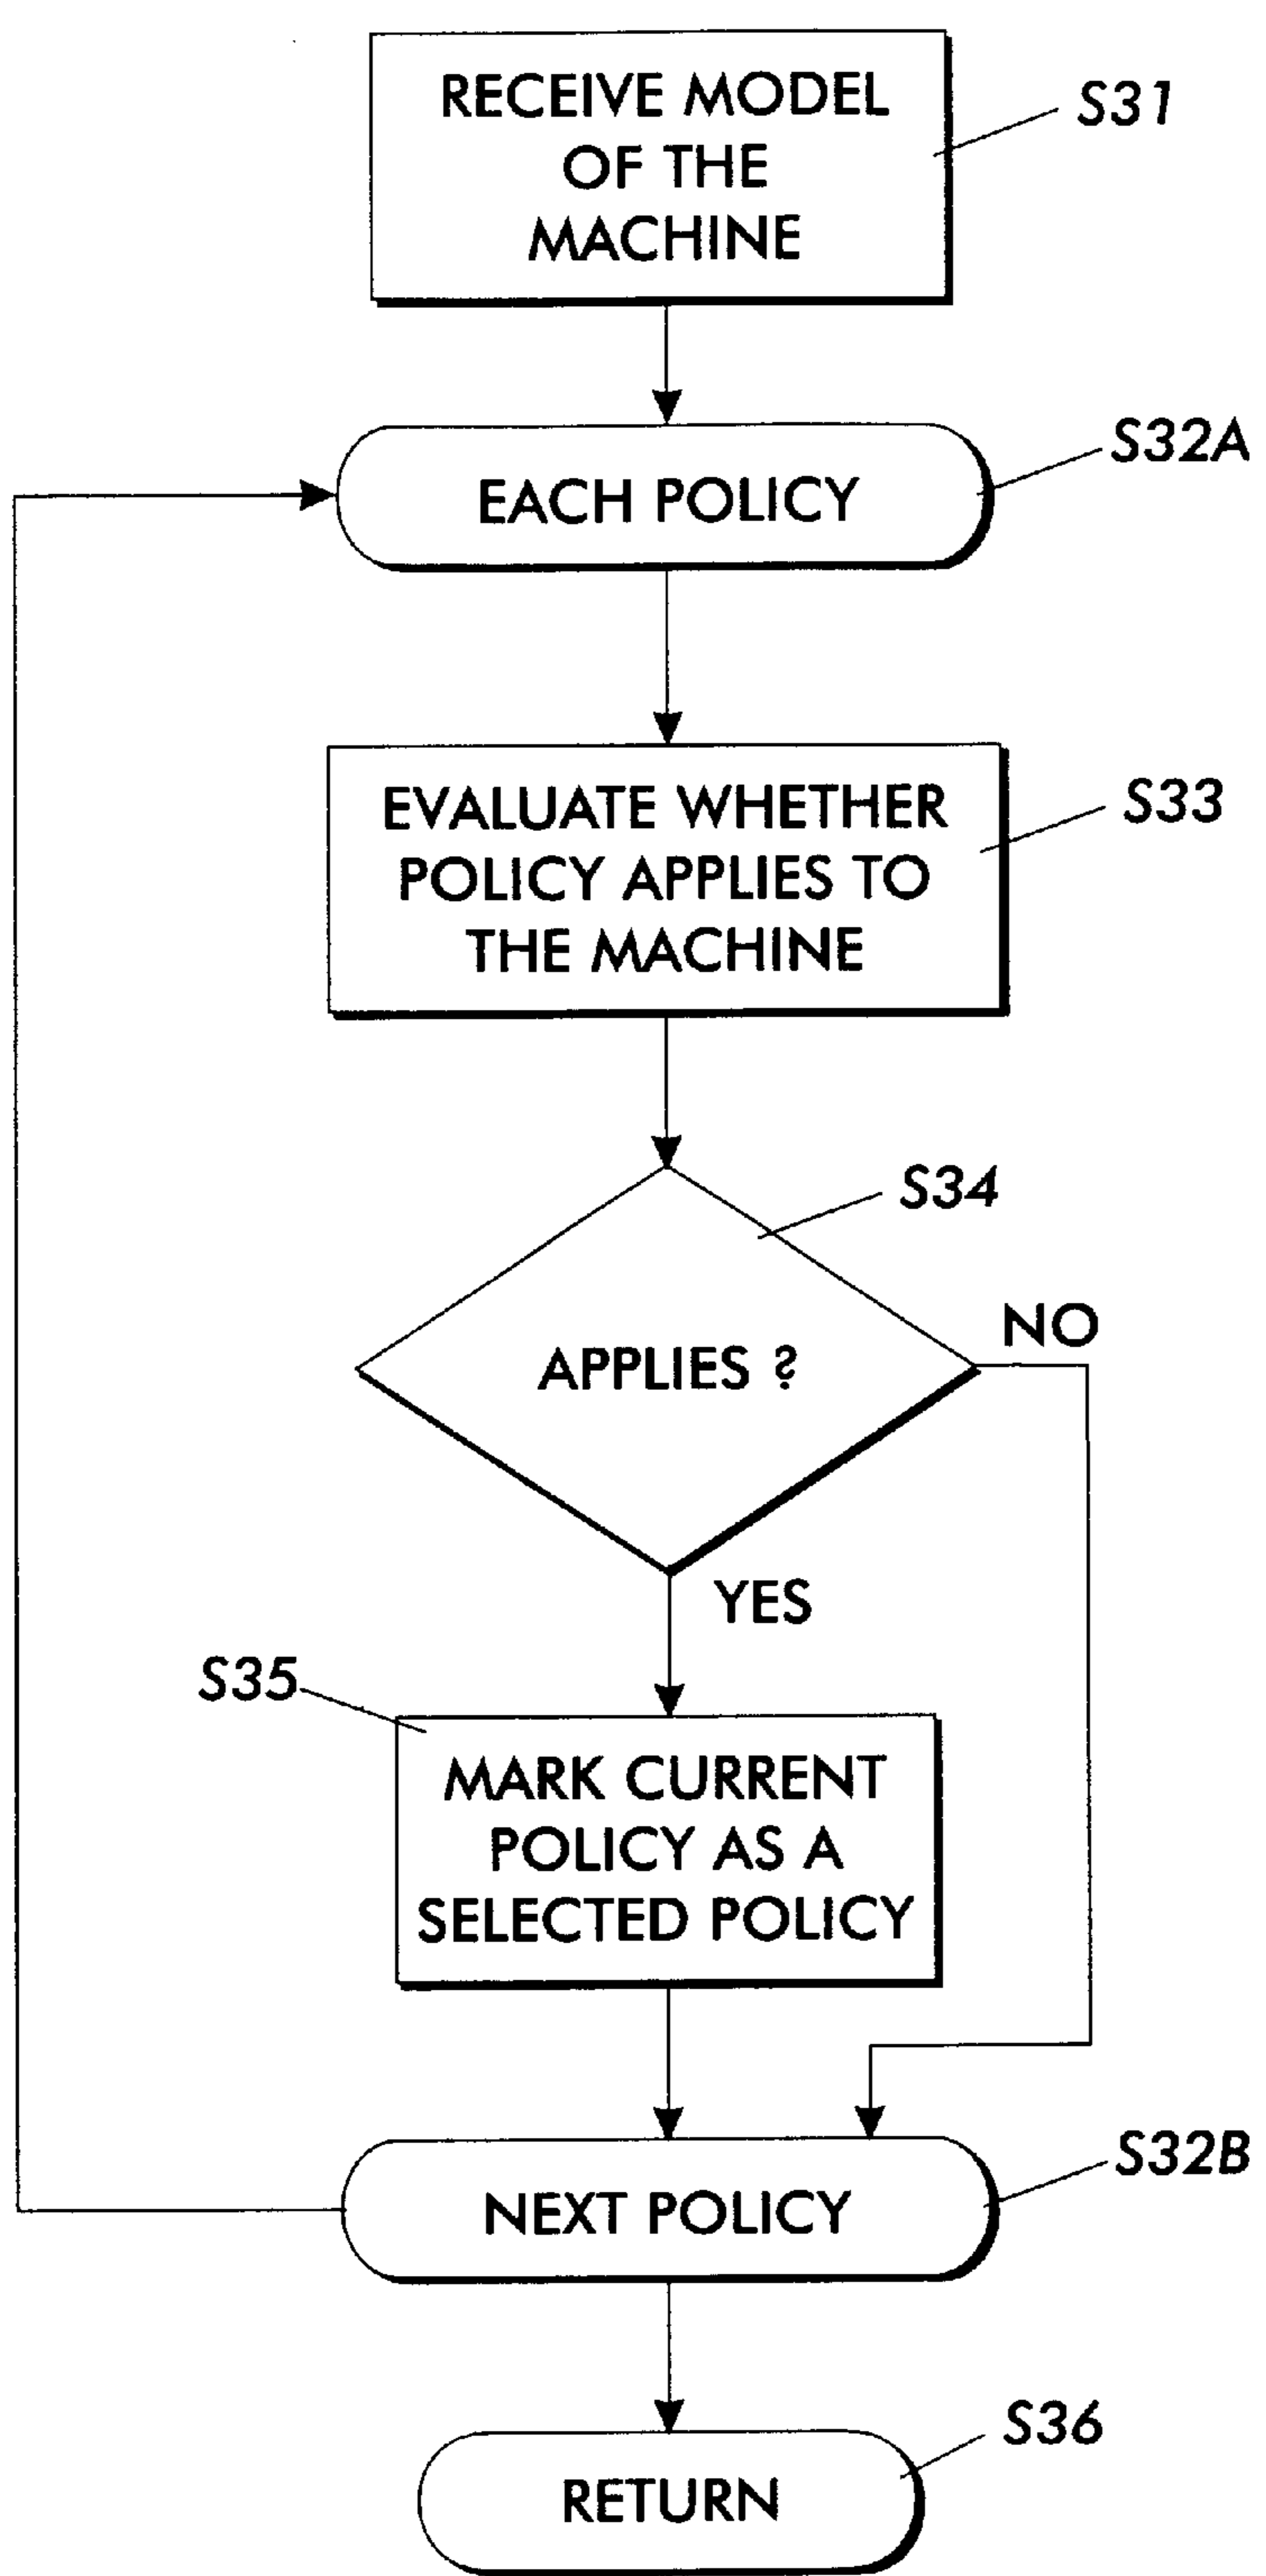 RECEIVE MODEL
OF THE
MACHINE
S31
EACH POLICY
S32A
EVALUATE WHETHER
POLICY APPLIES TO
THE MACHINE
S33
S34
APPLIES ?
NO
YES
S35
MARK CURRENT
POLICY AS A
SELECTED POLICY
NEXT POLICY
S32B
RETURN
S36